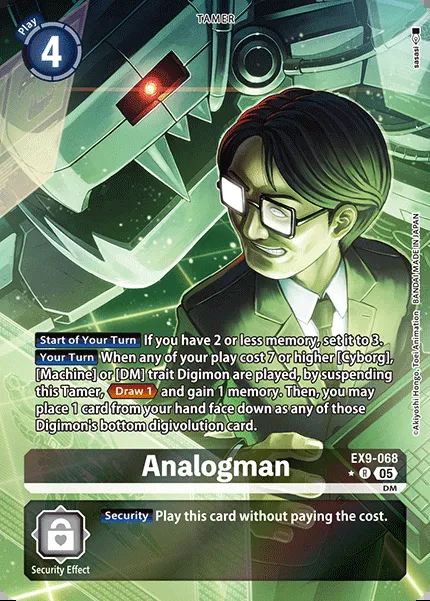 TAMER
Play
4
sasasi
Start of Your Turn If you have 2 or less memory, set it to 3.
Your Turn When any of your play cost 7 or higher [Cyborg],
[Machine] or [DM] trait Digimon are played, by suspending
this Tamer, Draw 1 and gain 1 memory. Then, you may
place 1 card from your hand face down as any of those
Digimon's bottom digivolution card.
©Akiyoshi Hongo, Toei Animation・BANDAI MADE IN JAPAN
Analogman
EX9-068
★ R 05
DM
Security Play this card without paying the cost.
Security Effect